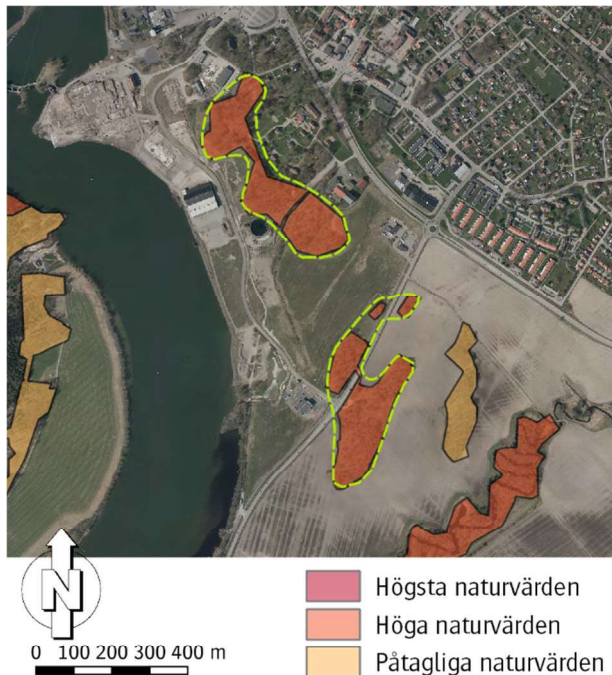 N
0 100 200 300 400 m
Högsta naturvärden
Höga naturvärden
Påtagliga naturvärden